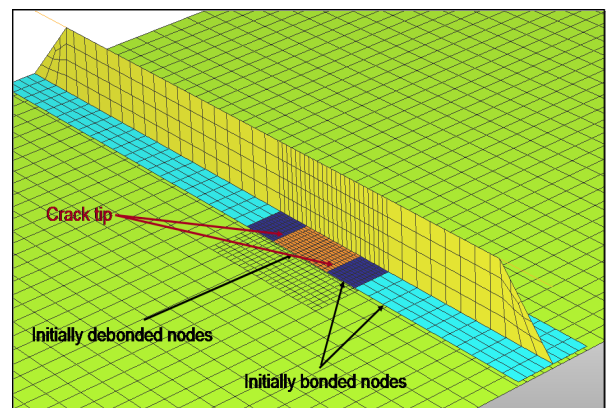 Crack tip
Initially debonded nodes
Initially bonded nodes